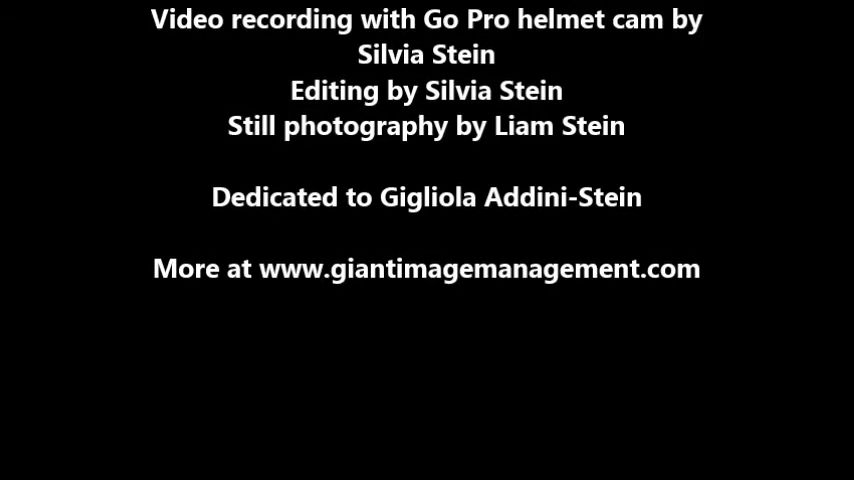 Video recording with Go Pro helmet cam by
Silvia Stein
Editing by Silvia Stein
Still photography by Liam Stein
Dedicated to Gigliola Addini-Stein
More at www.giantimagemanagement.com